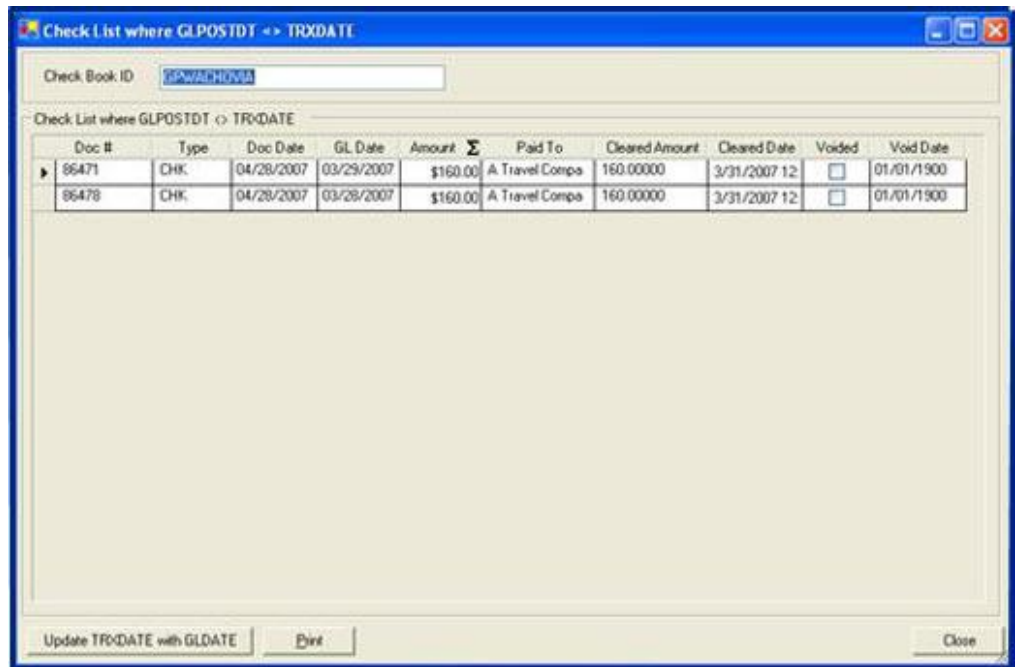 Check List where GLPOSTDT <> TRXDATE
Check Book ID GPWACHOVIA
Check List where GLPOSTDT <> TRXDATE
Doc # Type Doc Date GL Date Amount Σ Paid To Cleared Amount Cleared Date Voided Void Date
86471 CHK. 04/28/2007 03/29/2007 $160.00 A Travel Compa 160.00000 3/31/2007 12: 01/01/1900
86478 CHK. 04/28/2007 03/28/2007 $160.00 A Travel Compa 160.00000 3/31/2007 12: 01/01/1900
Update TRXDATE with GLDATE Print Close